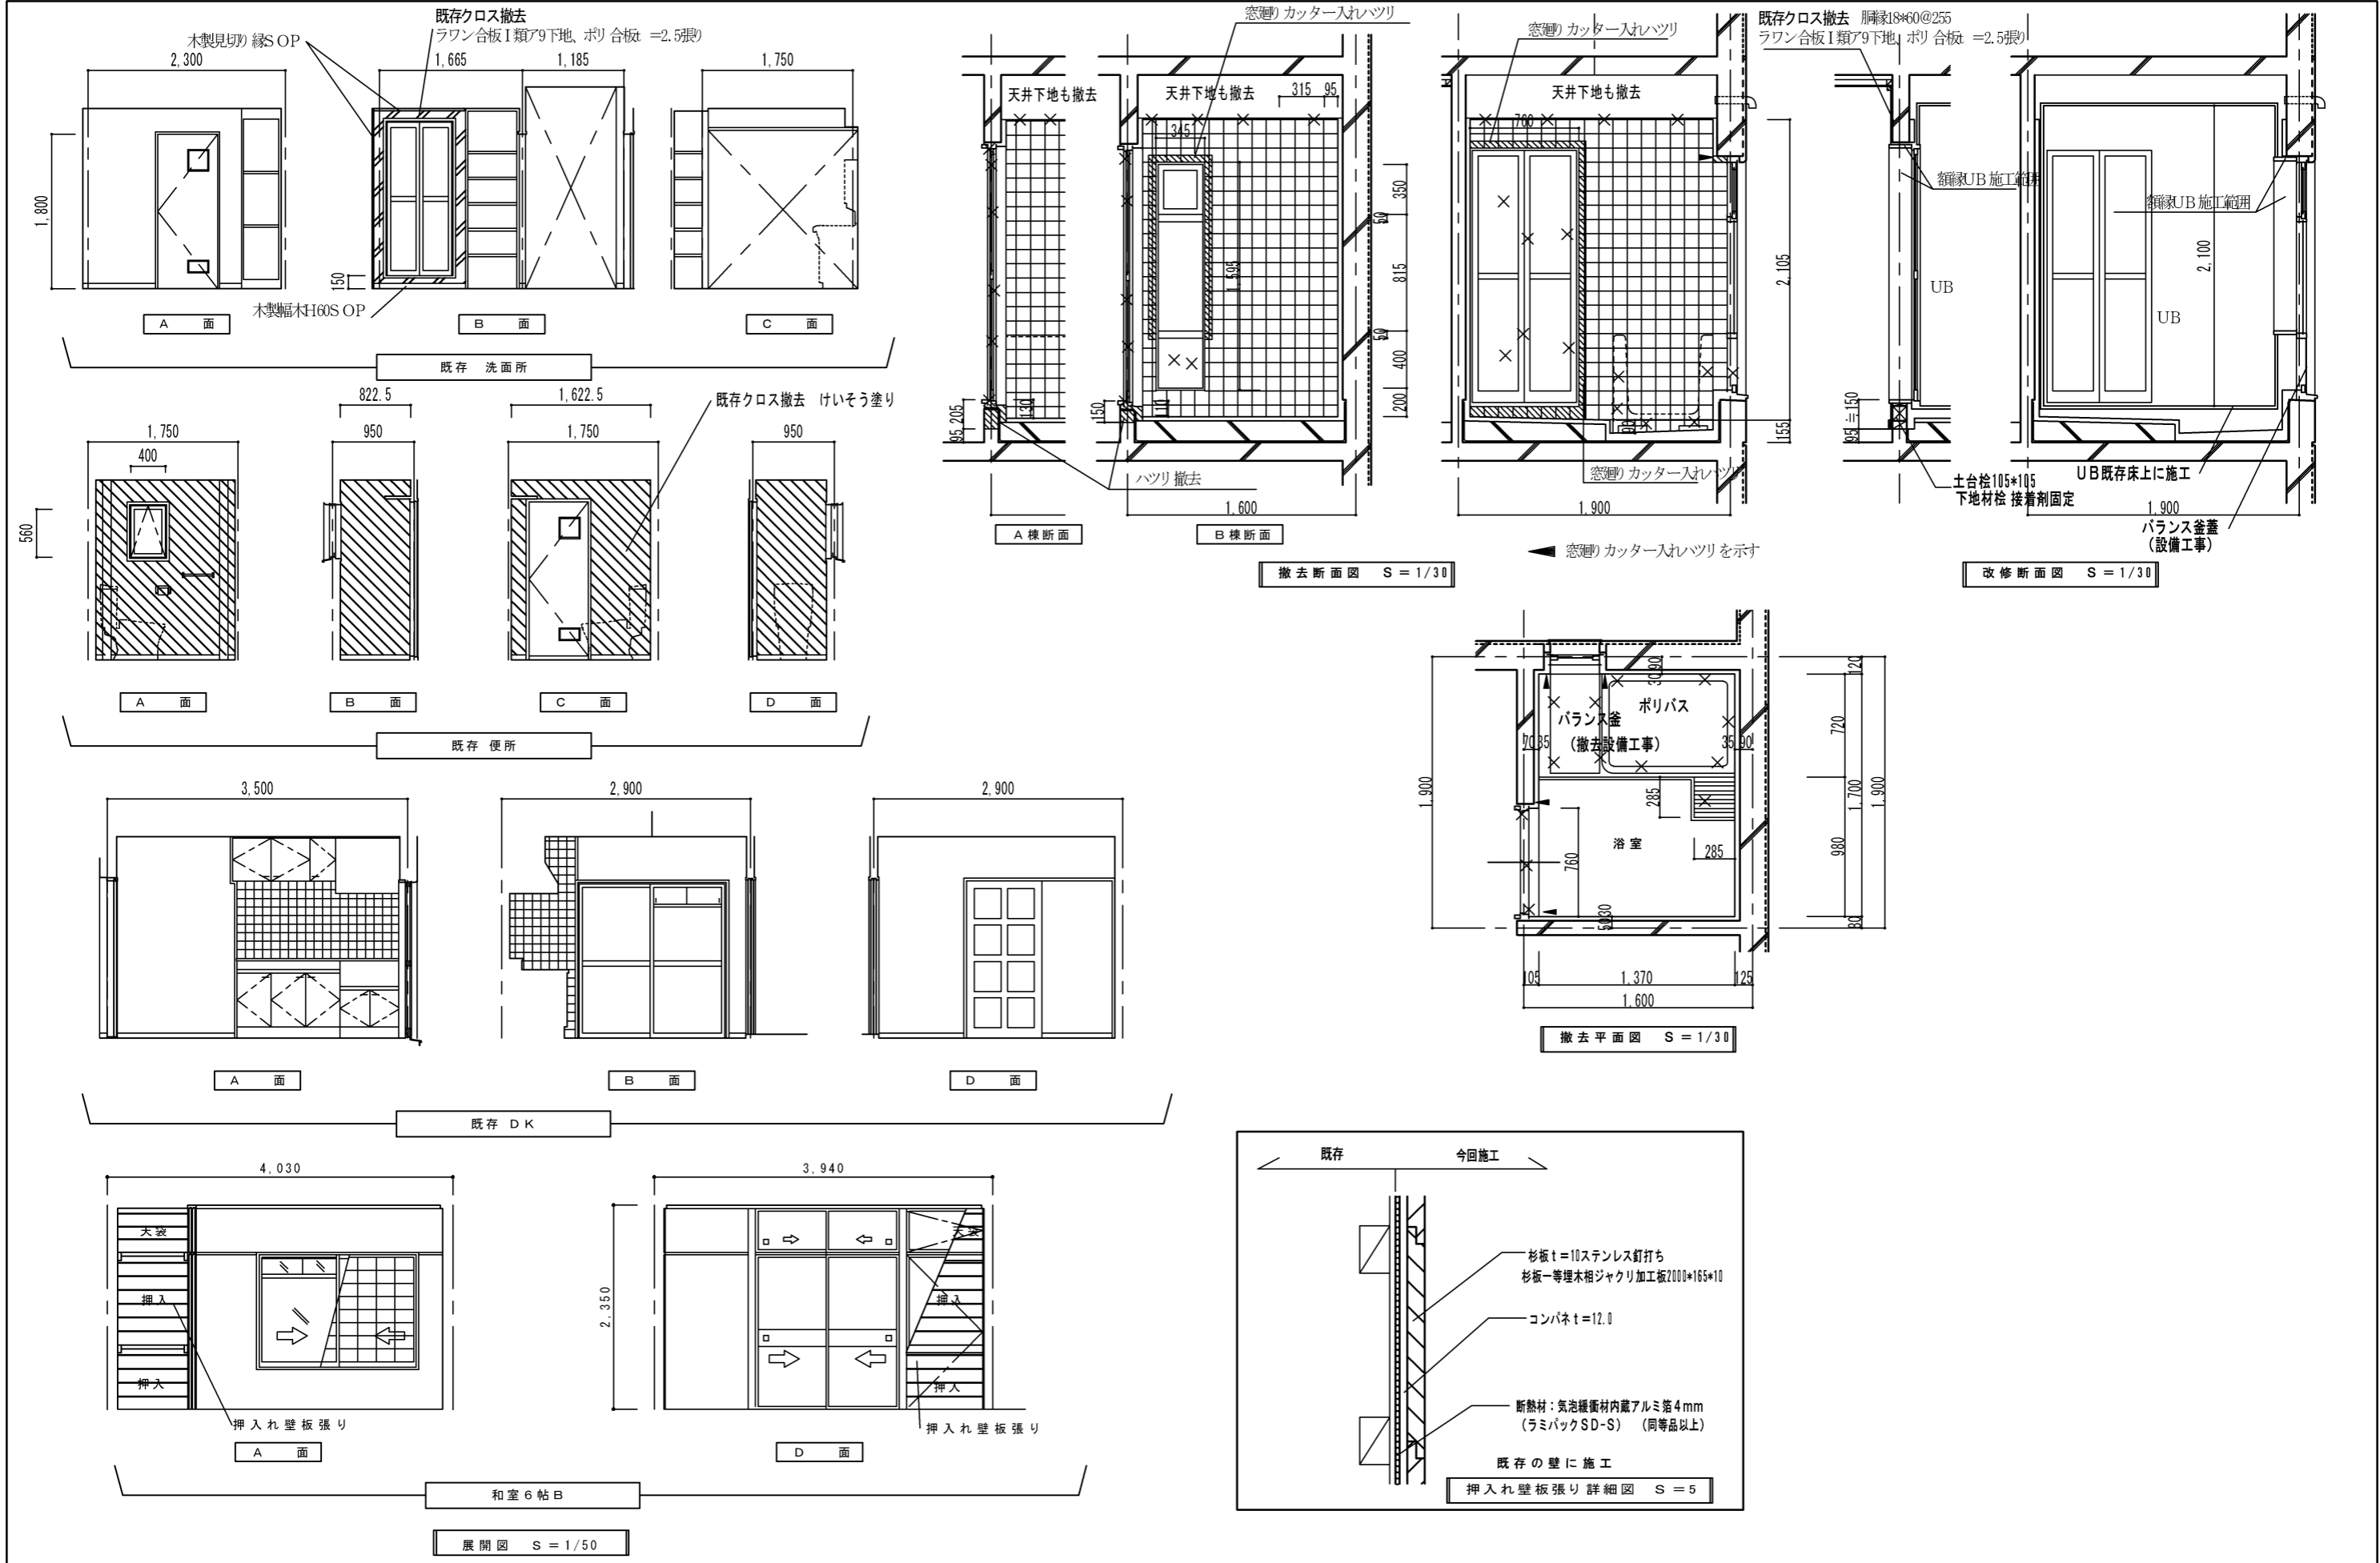 既存クロス撤去
木製見切り縁SOP
ラワン合板Ⅰ類ア9下地、ポリ合板t=2.5張り
2,300
1,665
1,185
1,750
1,800
150
木製幅木H60SOP
A 面
B 面
C 面
既存 洗面所
822.5
1,622.5
既存クロス撤去 けいそう塗り
1,750
950
1,750
950
400
560
A 面
B 面
C 面
D 面
既存 便所
3,500
2,900
2,900
A 面
B 面
D 面
既存 DK
4,030
3,940
天袋
押入
押入
2,350
天袋
押入
押入
押入れ壁板張り
押入れ壁板張り
A 面
D 面
和室6帖B
展開図 S=1/50
窓廻りカッター入れハツリ
窓廻りカッター入れハツリ
天井下地も撤去
天井下地も撤去
天井下地も撤去
315
95
345
760
350
50
815
1,595
50
400
200
2,105
155
205
95
130
150
110
90
ハツリ撤去
窓廻りカッター入れハツリ
1,600
1,900
A棟断面
B棟断面
窓廻りカッター入れハツリを示す
撤去断面図 S=1/30
既存クロス撤去 胴縁18*60@255
ラワン合板Ⅰ類ア9下地、ポリ合板t=2.5張り
額縁UB施工範囲
額縁UB施工範囲
2,100
UB
UB
95
≒150
土台桧105*105
下地材桧 接着剤固定
UB既存床上に施工
1,900
バランス釜蓋
(設備工事)
改修断面図 S=1/30
30
90
120
ポリバス
バランス釜
(撤去設備工事)
70
35
35
90
720
1,900
1,700
1,900
285
浴室
285
980
760
50
30
80
105
1,370
125
1,600
撤去平面図 S=1/30
既存
今回施工
杉板t=10ステンレス釘打ち
杉板一等埋木相ジャクリ加工板2000*165*10
コンパネt=12.0
断熱材:気泡緩衝材内蔵アルミ箔4mm
(ラミパックSD-S) (同等品以上)
既存の壁に施工
押入れ壁板張り詳細図 S=5